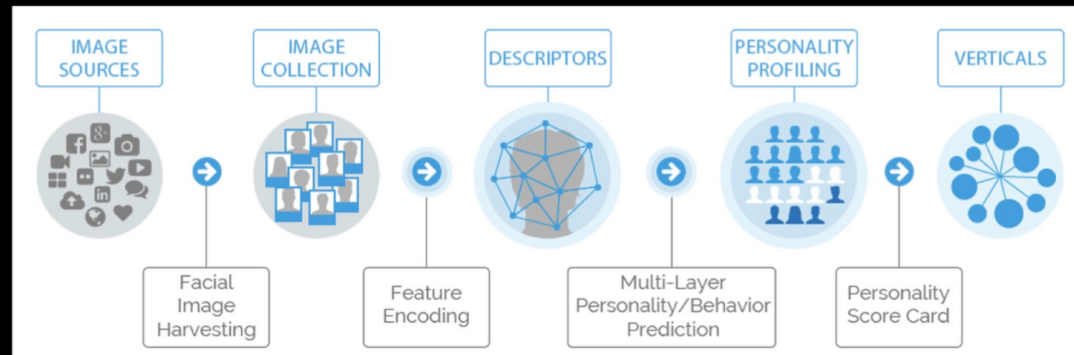 IMAGE
SOURCES
IMAGE
COLLECTION
DESCRIPTORS
PERSONALITY
PROFILING
VERTICALS
Facial
Image
Harvesting
Feature
Encoding
Multi-Layer
Personality/Behavior
Prediction
Personality
Score Card